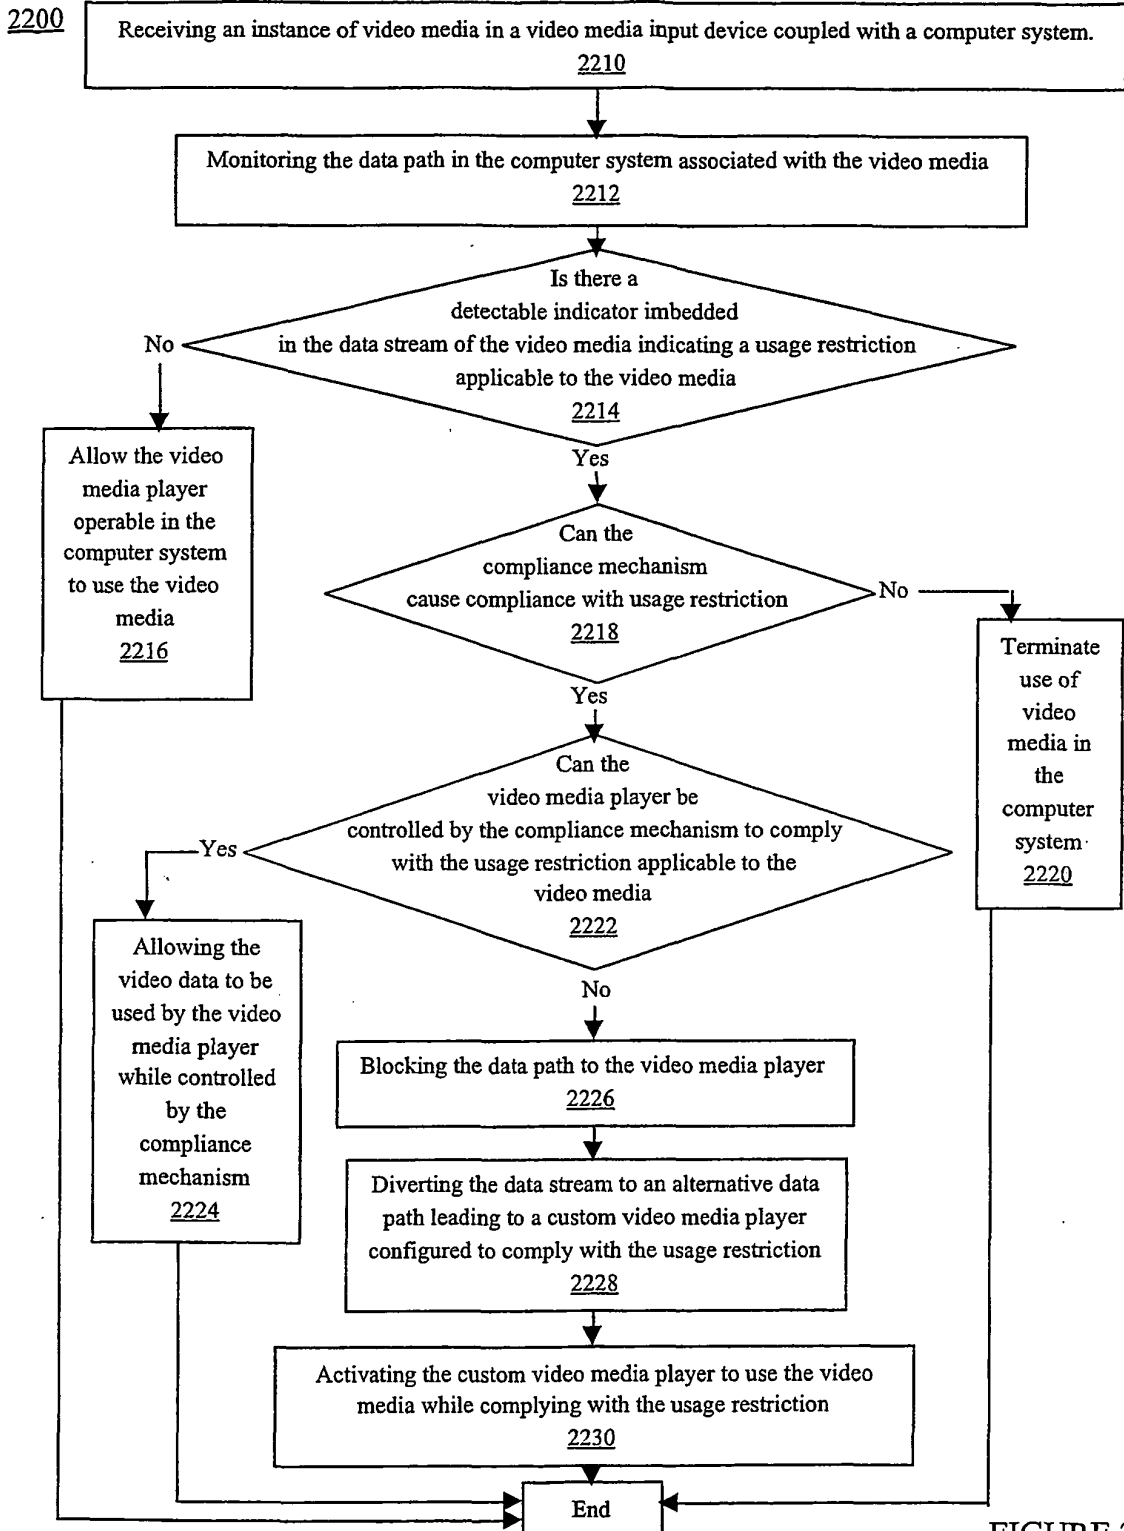 2200
Receiving an instance of video media in a video media input device coupled with a computer system.
2210
Monitoring the data path in the computer system associated with the video media
2212
Is there a
detectable indicator imbedded
in the data stream of the video media indicating a usage restriction
applicable to the video media
2214
No
Yes
Allow the video
media player
operable in the
computer system
to use the video
media
2216
Can the
compliance mechanism
cause compliance with usage restriction
2218
No
Yes
Terminate
use of
video
media in
the
computer
system
2220
Can the
video media player be
controlled by the compliance mechanism to comply
with the usage restriction applicable to the
video media
2222
Yes
No
Allowing the
video data to be
used by the video
media player
while controlled
by the
compliance
mechanism
2224
Blocking the data path to the video media player
2226
Diverting the data stream to an alternative data
path leading to a custom video media player
configured to comply with the usage restriction
2228
Activating the custom video media player to use the video
media while complying with the usage restriction
2230
End
FIGURE